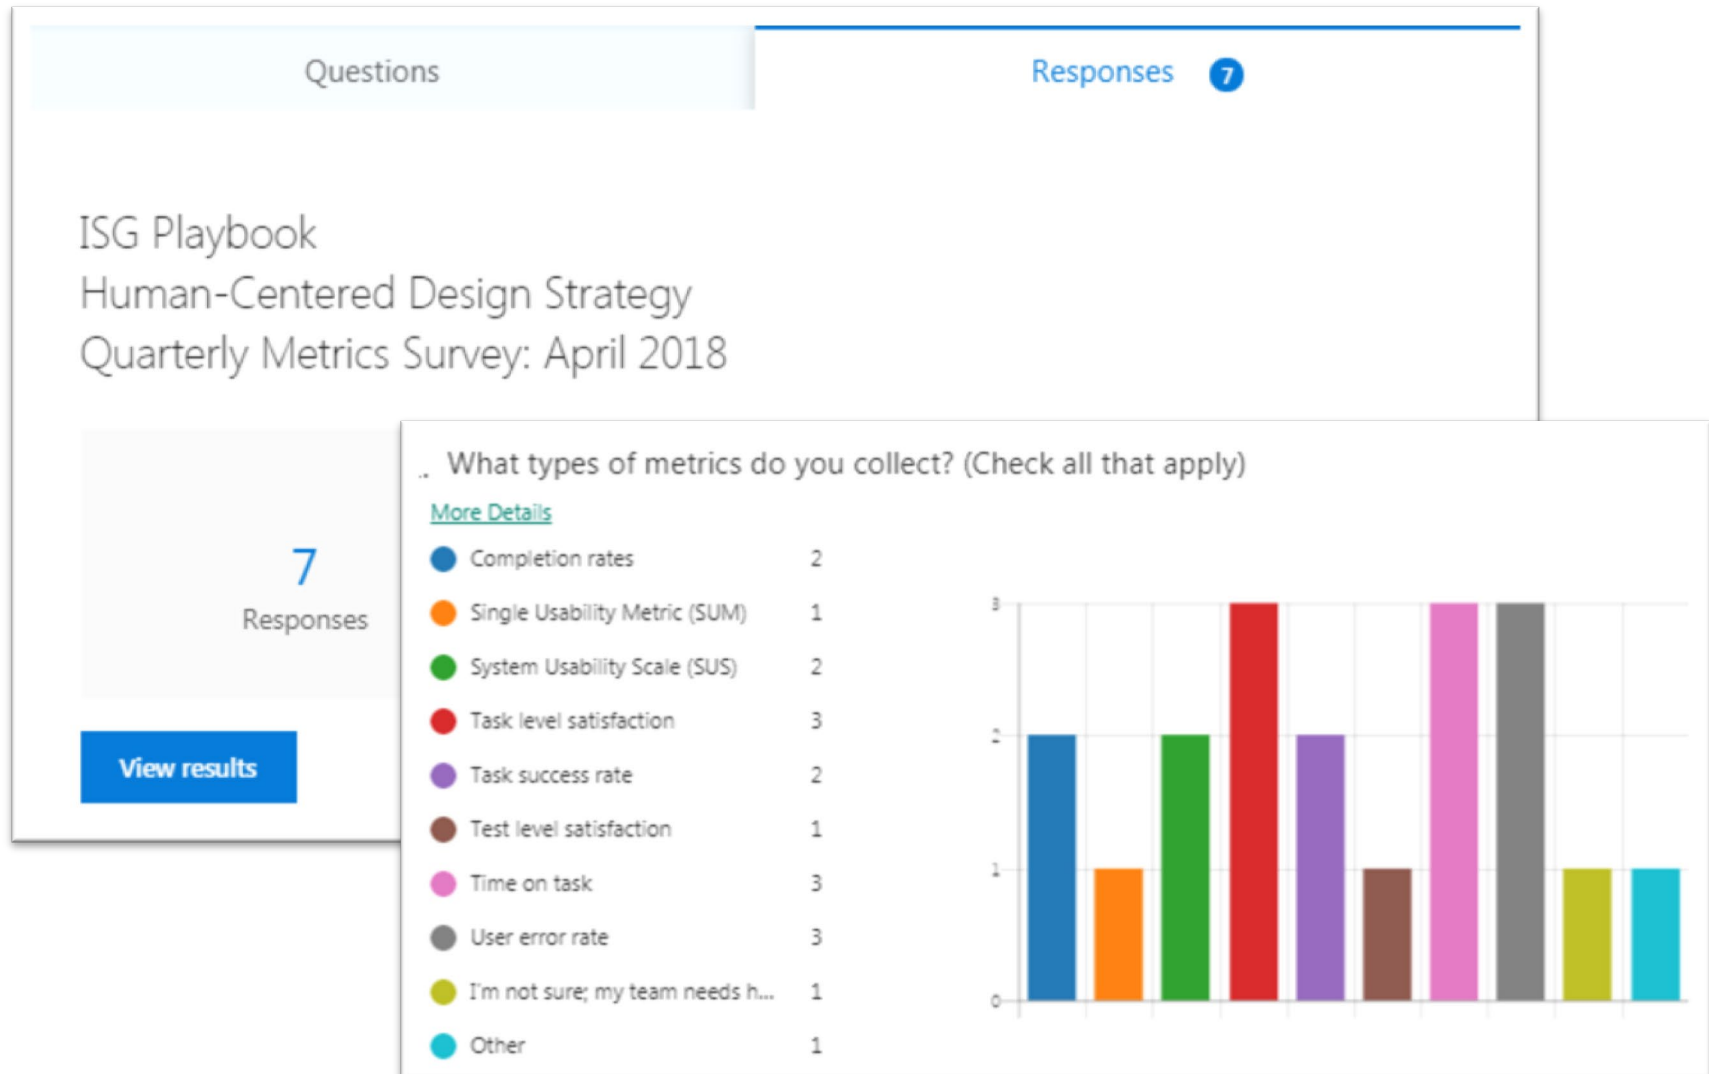 Questions
Responses 7
ISG Playbook
Human-Centered Design Strategy
Quarterly Metrics Survey: April 2018
7
Responses
View results
.. What types of metrics do you collect? (Check all that apply)
More Details
Completion rates 2
Single Usability Metric (SUM) 1
System Usability Scale (SUS) 2
Task level satisfaction 3
Task success rate 2
Test level satisfaction 1
Time on task 3
User error rate 3
I'm not sure; my team needs h... 1
Other 1
3
2
1
0